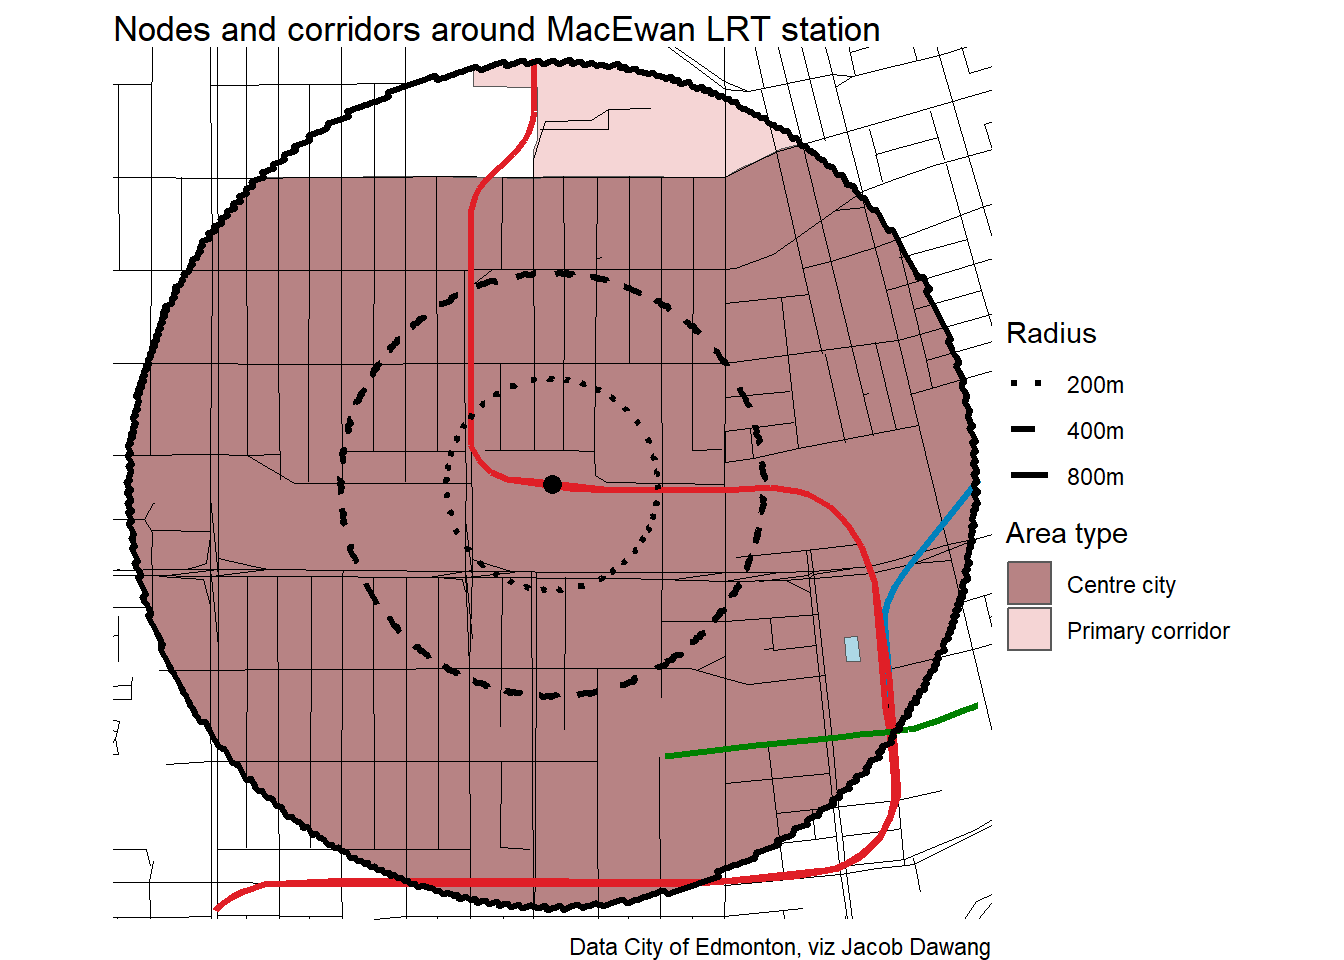 Nodes and corridors around MacEwan LRT station
Radius
200m
400m
800m
Area type
Centre city
Primary corridor
Data City of Edmonton, viz Jacob Dawang